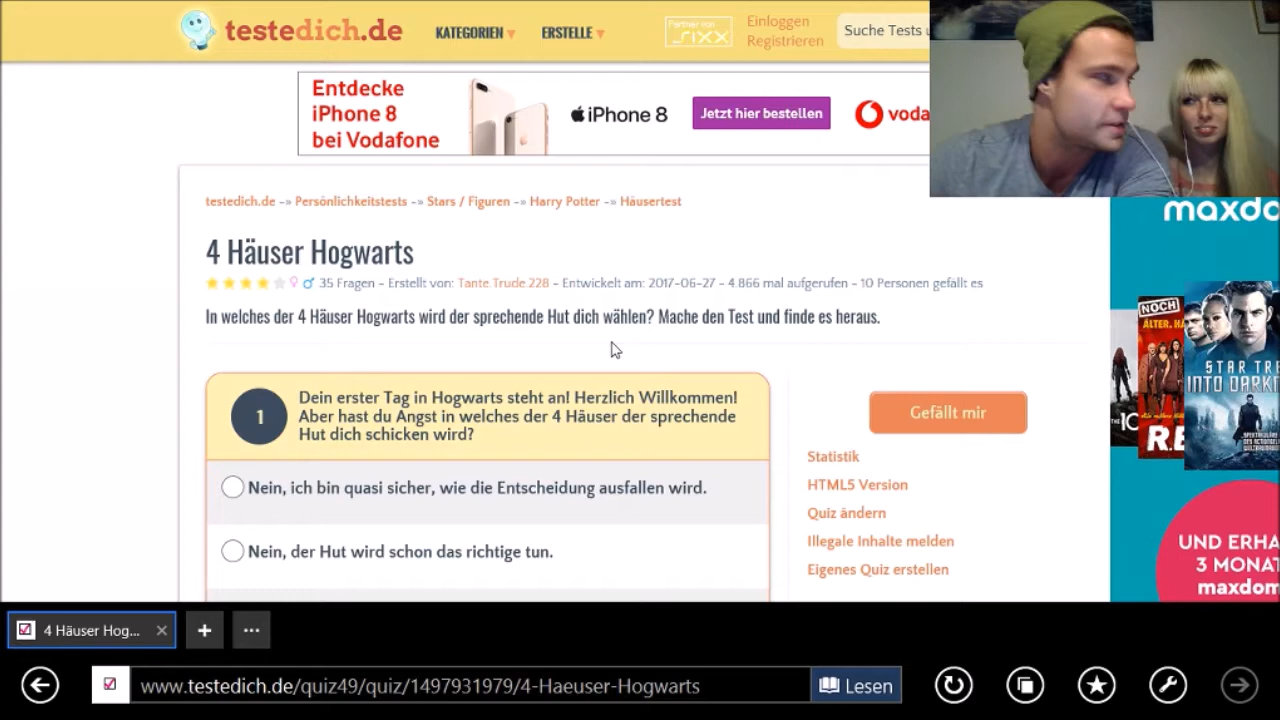 testedich.de
KATEGORIEN
ERSTELLE
Partner von
sixx
Einloggen
Registrieren
Suche Tests
Entdecke
iPhone 8
bei Vodafone
iPhone 8
Jetzt hier bestellen
voda
testedich.de -» Persönlichkeitstests -» Stars / Figuren -» Harry Potter -» Häusertest
maxdo
4 Häuser Hogwarts
35 Fragen - Erstellt von: Tante.Trude.228 - Entwickelt am: 2017-06-27 - 4.866 mal aufgerufen - 10 Personen gefällt es
In welches der 4 Häuser Hogwarts wird der sprechende Hut dich wählen? Mache den Test und finde es heraus.
1
Dein erster Tag in Hogwarts steht an! Herzlich Willkommen!
Aber hast du Angst in welches der 4 Häuser der sprechende
Hut dich schicken wird?
Nein, ich bin quasi sicher, wie die Entscheidung ausfallen wird.
Nein, der Hut wird schon das richtige tun.
Gefällt mir
Statistik
HTML5 Version
Quiz ändern
Illegale Inhalte melden
Eigenes Quiz erstellen
NOCH
ÄLTER. HÄ
R.E
STAR TRE
INTO DARKN
UND ERHA
3 MONAT
maxdom
4 Häuser Hog...
www.testedich.de/quiz49/quiz/1497931979/4-Haeuser-Hogwarts
Lesen